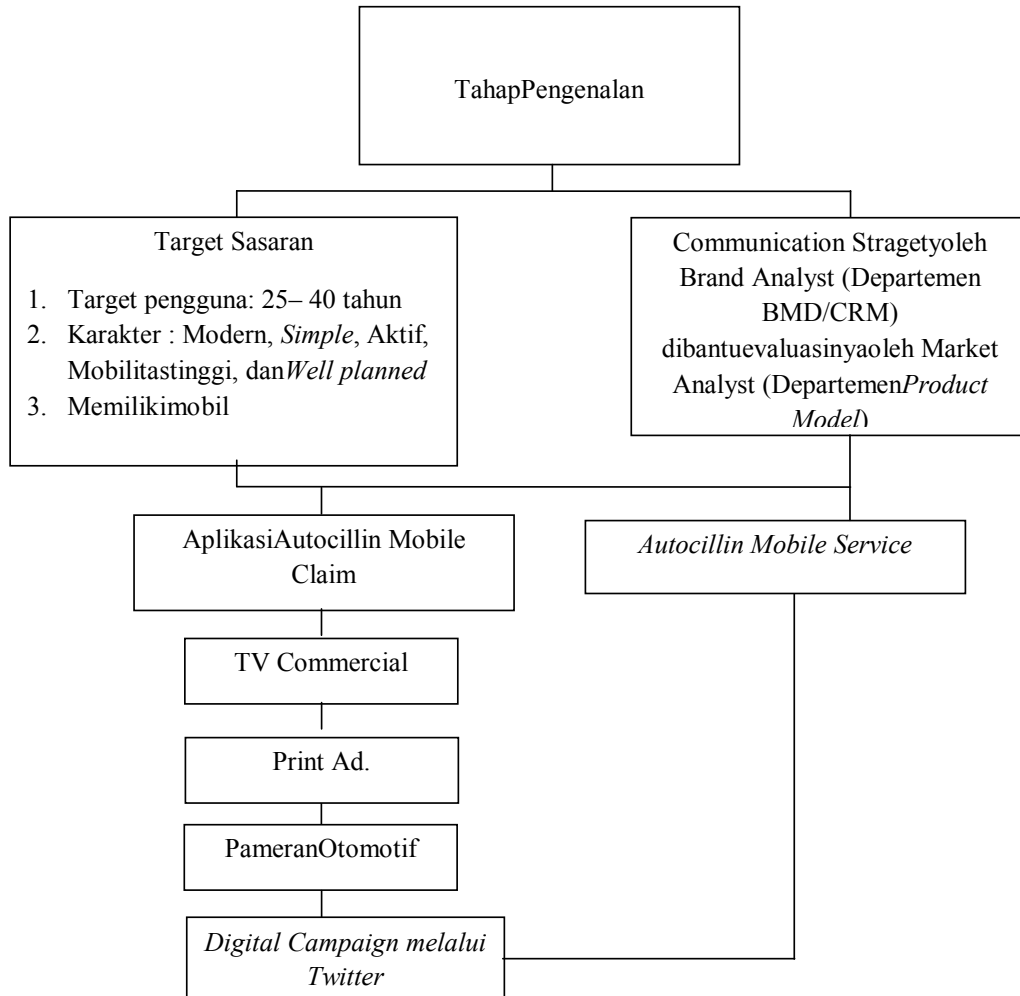 TahapPengenalan
Target Sasaran
1. Target pengguna: 25– 40 tahun
2. Karakter : Modern, Simple, Aktif,
Mobilitastinggi, danWell planned
3. Memilikimobil
Communication Stragetyoleh
Brand Analyst (Departemen
BMD/CRM)
dibantuevaluasinyaoleh Market
Analyst (DepartemenProduct
Model)
AplikasiAutocillin Mobile
Claim
Autocillin Mobile Service
TV Commercial
Print Ad.
PameranOtomotif
Digital Campaign melalui
Twitter